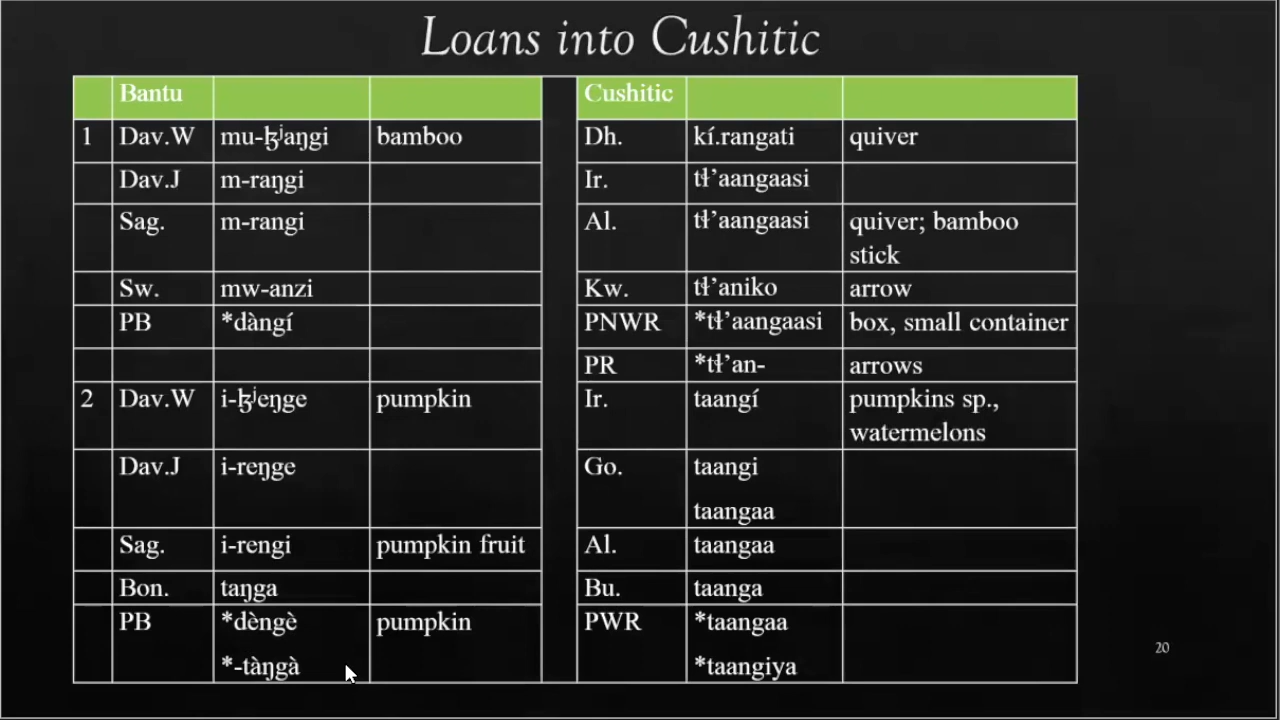 Loans into Cushitic
Bantu Cushitic
1 Dav.W mu-ɮʲaŋgi bamboo Dh. kí.rangati quiver
Dav.J m-raŋgi Ir. tɬ’aangaasi
Sag. m-rangi Al. tɬ’aangaasi quiver; bamboo
stick
Sw. mw-anzi Kw. tɬ’aniko arrow
PB *dàngí PNWR *tɬ’aangaasi box, small container
PR *tɬ’an- arrows
2 Dav.W i-ɮʲeŋge pumpkin Ir. taangí pumpkins sp.,
watermelons
Dav.J i-reŋge Go. taangi
taangaa
Sag. i-rengi pumpkin fruit Al. taangaa
Bon. taŋga Bu. taanga
PB *dèngè pumpkin PWR *taangaa
*-tàŋgà *taangiya
20